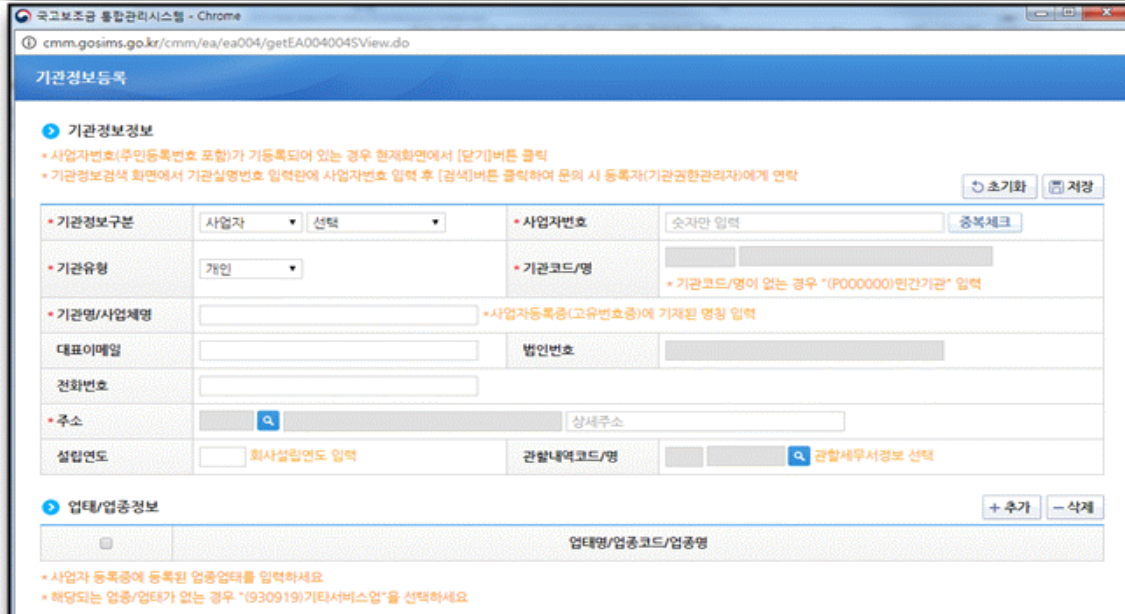 국고보조금 통합관리시스템 - Chrome
cmm.gosims.go.kr/cmm/ea/ea004/getEA004004SView.do
기관정보등록
기관정보정보
* 사업자번호(주민등록번호 포함)가 기등록되어 있는 경우 현재화면에서 [닫기]버튼 클릭
* 기관정보검색 화면에서 기관실명번호 입력란에 사업자번호 입력 후 [검색]버튼 클릭하여 문의 시 등록자(기관권한관리자)에게 연락
초기화 저장
* 기관정보구분 사업자 선택 * 사업자번호 숫자만 입력 중복체크
* 기관유형 개인 * 기관코드/명
* 기관코드/명이 없는 경우 "(P000000)민간기관" 입력
* 기관명/사업체명 *사업자등록증(고유번호증)에 기재된 명칭 입력
대표이메일 법인번호
전화번호
* 주소 상세주소
설립연도 회사설립연도 입력 관할내역코드/명 관할세무서정보 선택
업태/업종정보 + 추가 - 삭제
업태명/업종코드/업종명
* 사업자 등록증에 등록된 업종업태를 입력하세요
* 해당되는 업종/업태가 없는 경우 "(930919)기타서비스업"을 선택하세요